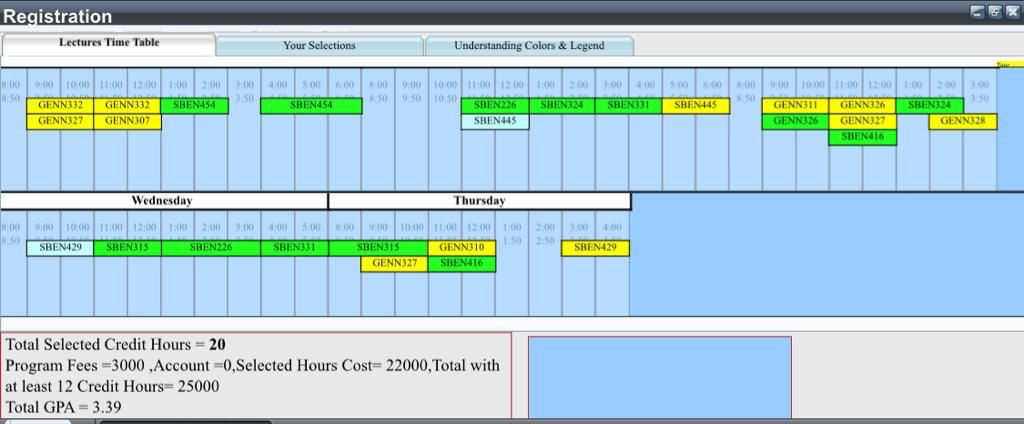 Registration
Lectures Time Table Your Selections Understanding Colors & Legend
8:00 9:00 10:00 11:00 12:00 1:00 2:00 3:00 4:00 5:00 6:00 8:00 9:00 10:00 11:00 12:00 1:00 2:00 3:00 4:00 5:00 6:00 8:00 9:00 10:00 11:00 12:00 1:00 2:00 3:00
8:50 3:50 8:50 9:50 10:50 8:50 3:50
GENN332 GENN332 SBEN454 SBEN454 SBEN226 SBEN324 SBEN331 SBEN445 GENN311 GENN326 SBEN324
GENN327 GENN307 SBEN445 GENN326 GENN327 GENN328
SBEN416
Wednesday Thursday
8:00 9:00 10:00 11:00 12:00 1:00 2:00 3:00 4:00 5:00 8:00 9:00 10:00 11:00 12:00 1:00 2:00 3:00 4:00
8:50 1:50 2:50
SBEN429 SBEN315 SBEN226 SBEN331 SBEN315 GENN310 SBEN429
GENN327 SBEN416
Total Selected Credit Hours = 20
Program Fees =3000 ,Account =0,Selected Hours Cost= 22000,Total with
at least 12 Credit Hours= 25000
Total GPA = 3.39